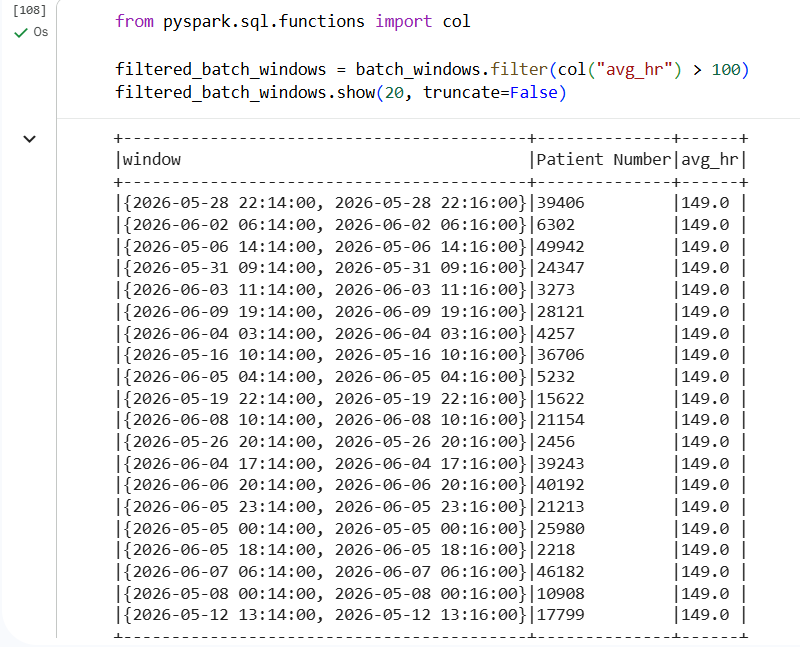 [108]
0s
from pyspark.sql.functions import col
filtered_batch_windows = batch_windows.filter(col("avg_hr") > 100)
filtered_batch_windows.show(20, truncate=False)
+------------------------------------------+--------------+------+
|window                                    |Patient Number|avg_hr|
+------------------------------------------+--------------+------+
|{2026-05-28 22:14:00, 2026-05-28 22:16:00}|39406         |149.0 |
|{2026-06-02 06:14:00, 2026-06-02 06:16:00}|6302          |149.0 |
|{2026-05-06 14:14:00, 2026-05-06 14:16:00}|49942         |149.0 |
|{2026-05-31 09:14:00, 2026-05-31 09:16:00}|24347         |149.0 |
|{2026-06-03 11:14:00, 2026-06-03 11:16:00}|3273          |149.0 |
|{2026-06-09 19:14:00, 2026-06-09 19:16:00}|28121         |149.0 |
|{2026-06-04 03:14:00, 2026-06-04 03:16:00}|4257          |149.0 |
|{2026-05-16 10:14:00, 2026-05-16 10:16:00}|36706         |149.0 |
|{2026-06-05 04:14:00, 2026-06-05 04:16:00}|5232          |149.0 |
|{2026-05-19 22:14:00, 2026-05-19 22:16:00}|15622         |149.0 |
|{2026-06-08 10:14:00, 2026-06-08 10:16:00}|21154         |149.0 |
|{2026-05-26 20:14:00, 2026-05-26 20:16:00}|2456          |149.0 |
|{2026-06-04 17:14:00, 2026-06-04 17:16:00}|39243         |149.0 |
|{2026-06-06 20:14:00, 2026-06-06 20:16:00}|40192         |149.0 |
|{2026-06-05 23:14:00, 2026-06-05 23:16:00}|21213         |149.0 |
|{2026-05-05 00:14:00, 2026-05-05 00:16:00}|25980         |149.0 |
|{2026-06-05 18:14:00, 2026-06-05 18:16:00}|2218          |149.0 |
|{2026-06-07 06:14:00, 2026-06-07 06:16:00}|46182         |149.0 |
|{2026-05-08 00:14:00, 2026-05-08 00:16:00}|10908         |149.0 |
|{2026-05-12 13:14:00, 2026-05-12 13:16:00}|17799         |149.0 |
+------------------------------------------+--------------+------+